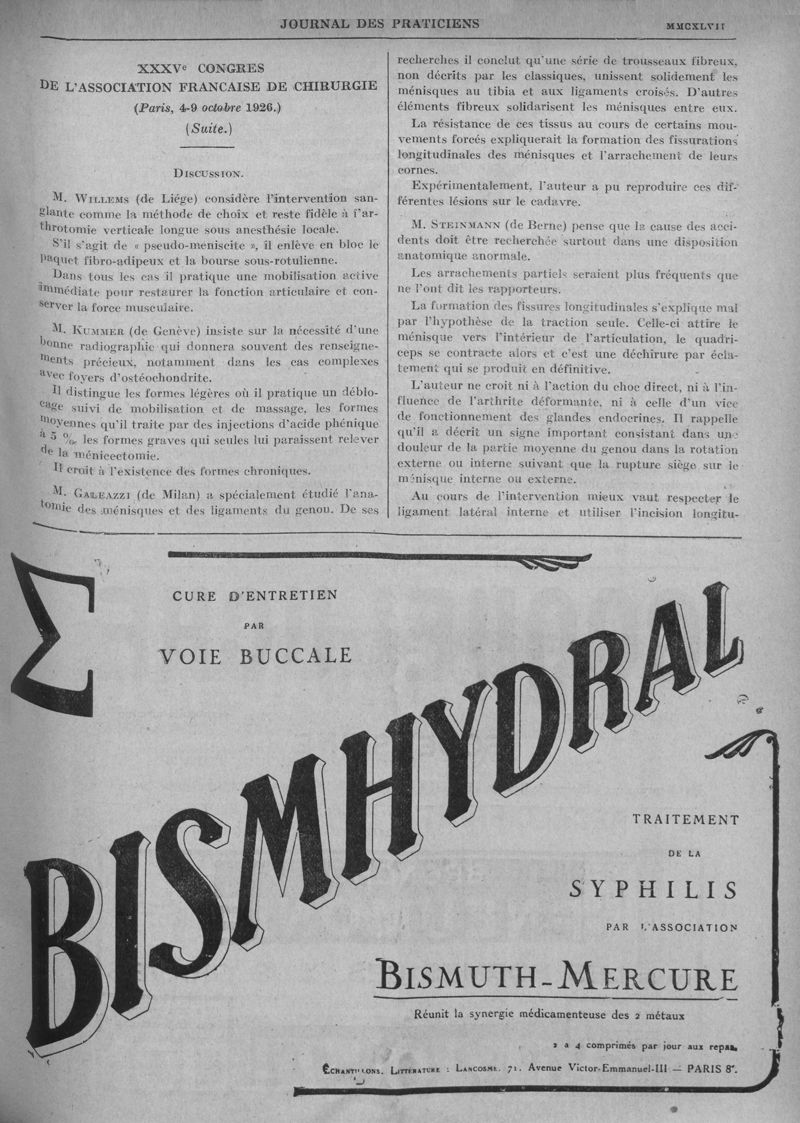 JOURNAL DES PRATICIENS
MMCXLVII
XXXVe CONGRES
DE L'ASSOCIATION FRANCAISE DE CHIRURGIE
(Paris, 4-9 octobre 1926.)
(Suite.)
DISCUSSION.
M. WILLEMS (de Liége) considère l'intervention san-
glante comme la méthode de choix et reste fidèle à l'ar-
throtomie verticale longue sous anesthésie locale.
S'il s'agit de « pseudo-meniscite », il enlève en bloc le
paquet fibro-adipeux et la bourse sous-rotulienne.
Dans tous les cas il pratique une mobilisation active
immédiate pour restaurer la fonction articulaire et con-
server la force musculaire.
M. KUMMER (de Genève) insiste sur la nécessité d'une
bonne radiographie qui donnera souvent des renseigne-
ments précieux, notamment dans les cas complexes
avec foyers d'ostéochondrite.
Il distingue les formes légères où il pratique un déblo-
cage suivi de mobilisation et de massage, les formes
moyennes qu'il traite par des injections d'acide phénique
à 5 %, les formes graves qui seules lui paraissent relever
de la ménicectomie.
Il croit à l'existence des formes chroniques.
M. GALEAZZI (de Milan) a spécialement étudié l'ana-
tomie des ménisques et des ligaments du genou. De ses
recherches il conclut qu'une série de trousseaux fibreux,
non décrits par les classiques, unissent solidement les
ménisques au tibia et aux ligaments croisés. D'autres
éléments fibreux solidarisent les ménisques entre eux.
La résistance de ces tissus au cours de certains mou-
vements forcés expliquerait la formation des fissurations
longitudinales des ménisques et l'arrachement de leurs
cornes.
Expérimentalement, l'auteur a pu reproduire ces dif-
férentes lésions sur le cadavre.
M. STEINMANN (de Berne) pense que la cause des acci-
dents doit être recherchée surtout dans une disposition
anatomique anormale.
Les arrachements partiels seraient plus fréquents que
ne l'ont dit les rapporteurs.
La formation des fissures longitudinales s'explique mal
par l'hypothèse de la traction seule. Celle-ci attire le
ménisque vers l'intérieur de l'articulation, le quadri-
ceps se contracte alors et c'est une déchirure par écla-
tement qui se produit en définitive.
L'auteur ne croit ni à l'action du choc direct, ni à l'in-
fluence de l'arthrite déformante, ni à celle d'un vice
de fonctionnement des glandes endocrines. Il rappelle
qu'il a décrit un signe important consistant dans une
douleur de la partie moyenne du genou dans la rotation
externe ou interne suivant que la rupture siège sur le
ménisque interne ou externe.
Au cours de l'intervention mieux vaut respecter le
ligament latéral interne et utiliser l'incision longitu-
Σ
CURE D'ENTRETIEN
PAR
VOIE BUCCALE
BISMHYDRAL
TRAITEMENT
DE LA
SYPHILIS
PAR L'ASSOCIATION
BISMUTH-MERCURE
Réunit la synergie médicamenteuse des 2 métaux
2 a 4 comprimés par jour aux repas.
ÉCHANTILLONS. LITTÉRATURE : LANCOSME, 71, Avenue Victor-Emmanuel-III — PARIS 8e.